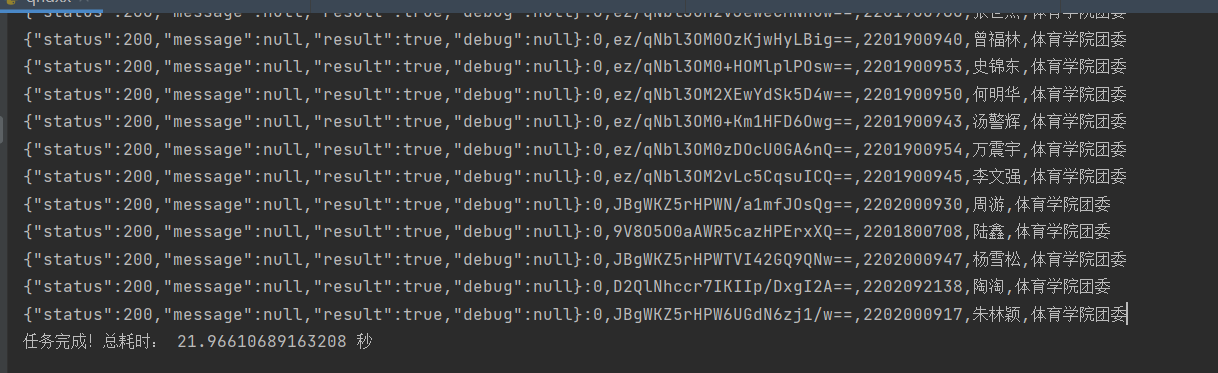 {"status":200,"message":null,"result":true,"debug":null}:0,ez/qNbl3OM0OzKjwHyLBig==,2201900940,曾福林,体育学院团委
{"status":200,"message":null,"result":true,"debug":null}:0,ez/qNbl3OM0+HOMlplPOsw==,2201900953,史锦东,体育学院团委
{"status":200,"message":null,"result":true,"debug":null}:0,ez/qNbl3OM2XEwYdSk5D4w==,2201900950,何明华,体育学院团委
{"status":200,"message":null,"result":true,"debug":null}:0,ez/qNbl3OM0+Km1HFD6Owg==,2201900943,汤警辉,体育学院团委
{"status":200,"message":null,"result":true,"debug":null}:0,ez/qNbl3OM0zDOcU0GA6nQ==,2201900954,万震宇,体育学院团委
{"status":200,"message":null,"result":true,"debug":null}:0,ez/qNbl3OM2vLc5CqsuICQ==,2201900945,李文强,体育学院团委
{"status":200,"message":null,"result":true,"debug":null}:0,JBgWKZ5rHPWN/a1mfJOsQg==,2202000930,周游,体育学院团委
{"status":200,"message":null,"result":true,"debug":null}:0,9V8O5O0aAWR5cazHPErxXQ==,2201800708,陆鑫,体育学院团委
{"status":200,"message":null,"result":true,"debug":null}:0,JBgWKZ5rHPWTVI42GQ9QNw==,2202000947,杨雪松,体育学院团委
{"status":200,"message":null,"result":true,"debug":null}:0,D2QlNhccr7IKIIp/DxgI2A==,2202092138,陶淘,体育学院团委
{"status":200,"message":null,"result":true,"debug":null}:0,JBgWKZ5rHPW6UGdN6zj1/w==,2202000917,朱林颖,体育学院团委
任务完成! 总耗时： 21.96610689163208 秒